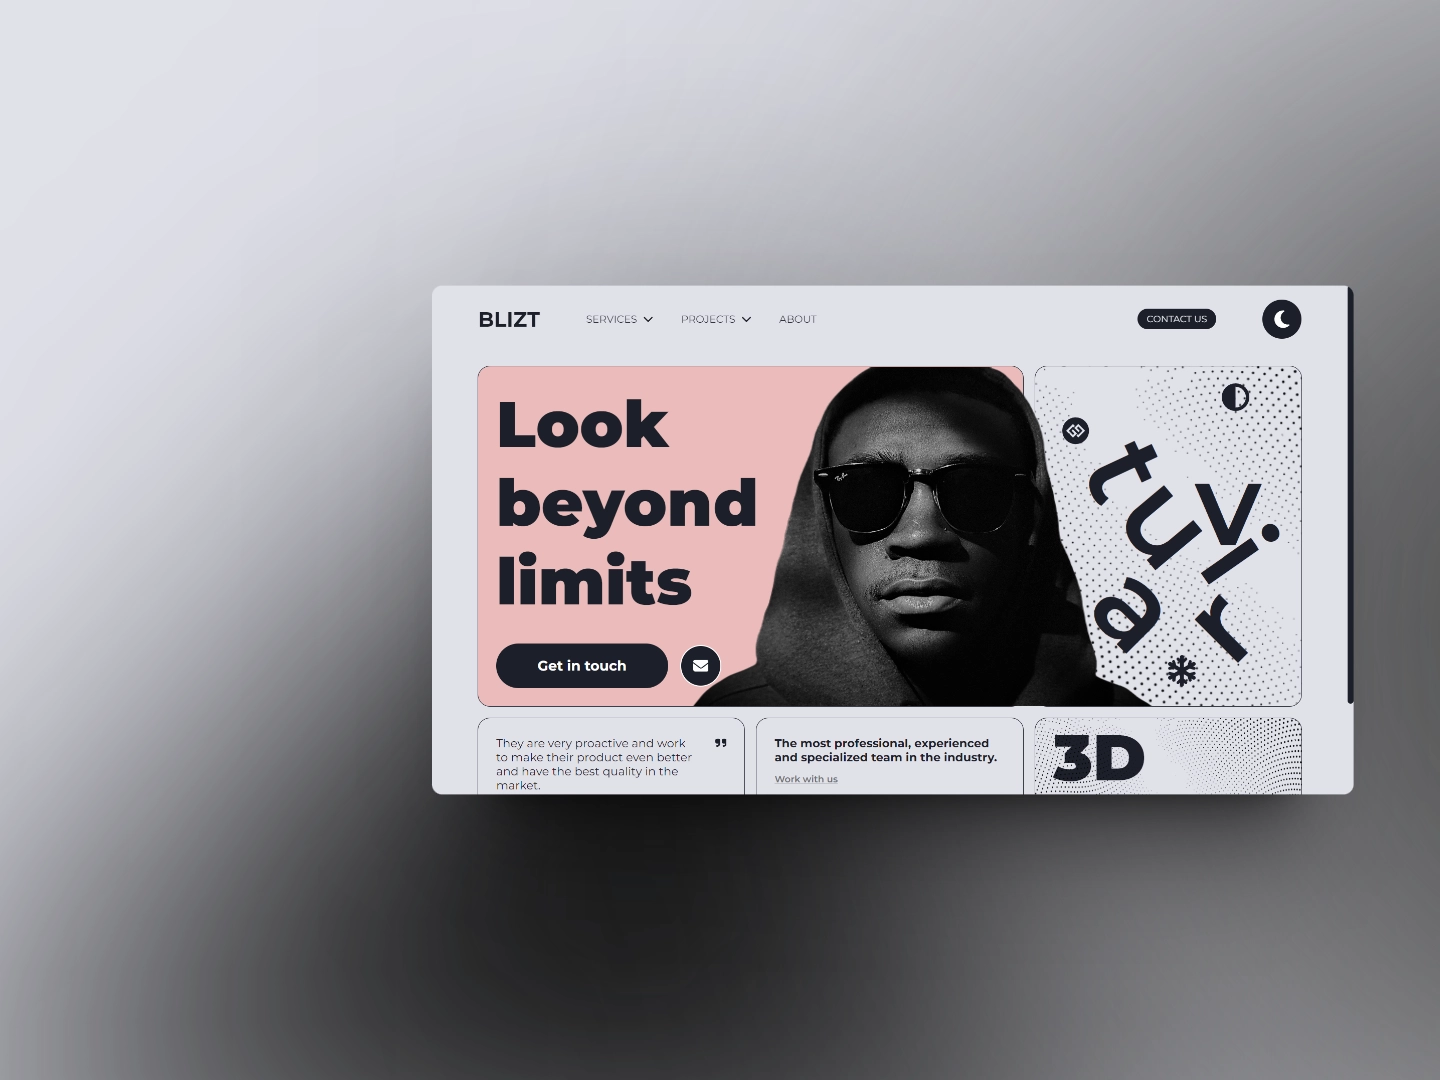 BLIZT
SERVICES
PROJECTS
ABOUT
CONTACT US
Look
beyond
limits
Get in touch
Ray-Ban
t
u
V
i
a
r
They are very proactive and work
to make their product even better
and have the best quality in the
market.
The most professional, experienced
and specialized team in the industry.
Work with us
3D